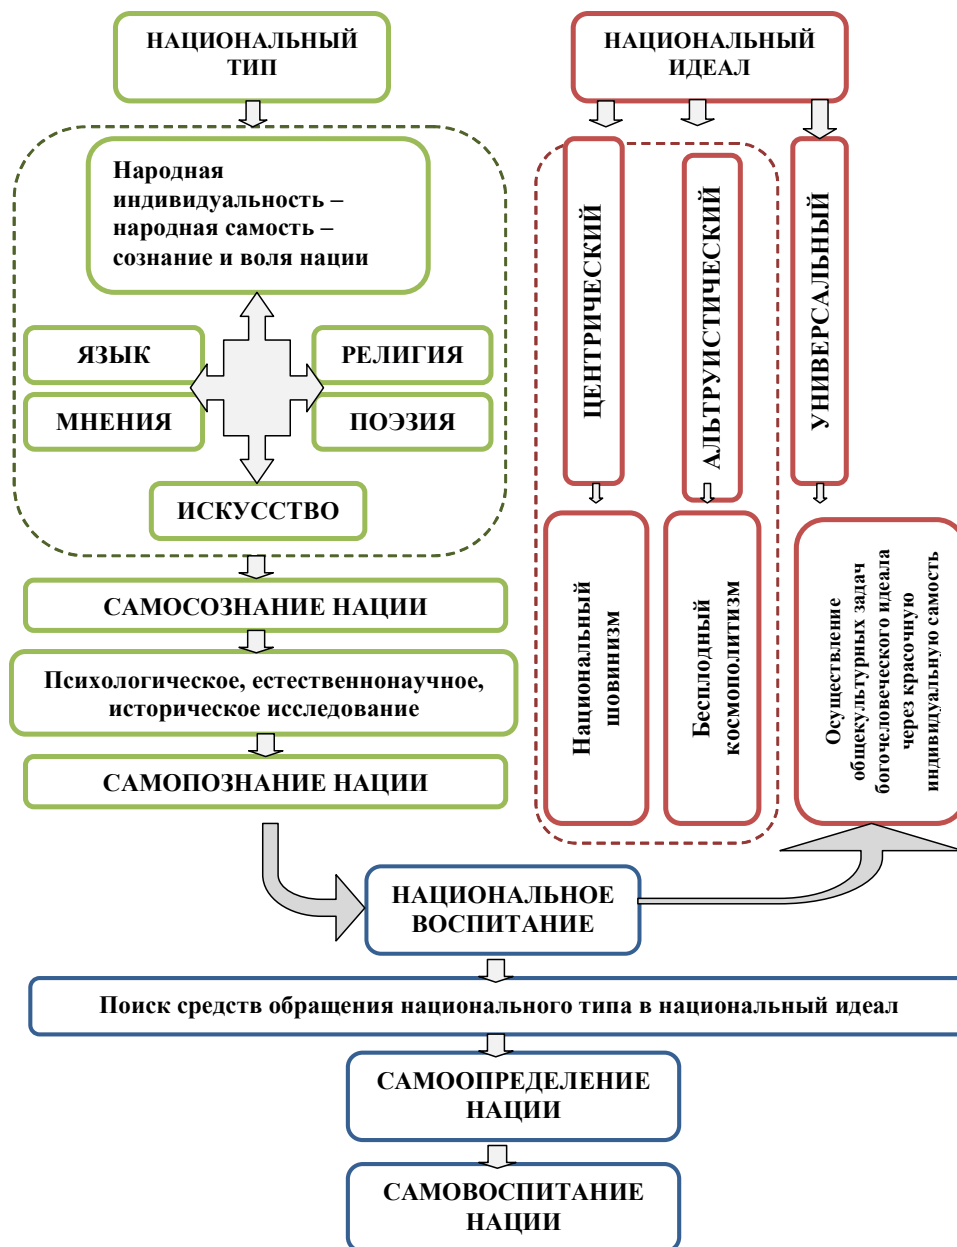 НАЦИОНАЛЬНЫЙ
ТИП
Народная
индивидуальность –
народная самость –
сознание и воля нации
ЯЗЫК
РЕЛИГИЯ
МНЕНИЯ
ПОЭЗИЯ
ИСКУССТВО
САМОСОЗНАНИЕ НАЦИИ
Психологическое, естественнонаучное,
историческое исследование
САМОПОЗНАНИЕ НАЦИИ
НАЦИОНАЛЬНЫЙ
ИДЕАЛ
ЦЕНТРИЧЕСКИЙ
АЛЬТРУИСТИЧЕСКИЙ
УНИВЕРСАЛЬНЫЙ
Национальный
шовинизм
Бесплодный
космополитизм
Осуществление
общекультурных задач
богочеловеческого идеала
через красочную
индивидуальную самость
НАЦИОНАЛЬНОЕ
ВОСПИТАНИЕ
Поиск средств обращения национального типа в национальный идеал
САМООПРЕДЕЛЕНИЕ
НАЦИИ
САМОВОСПИТАНИЕ
НАЦИИ